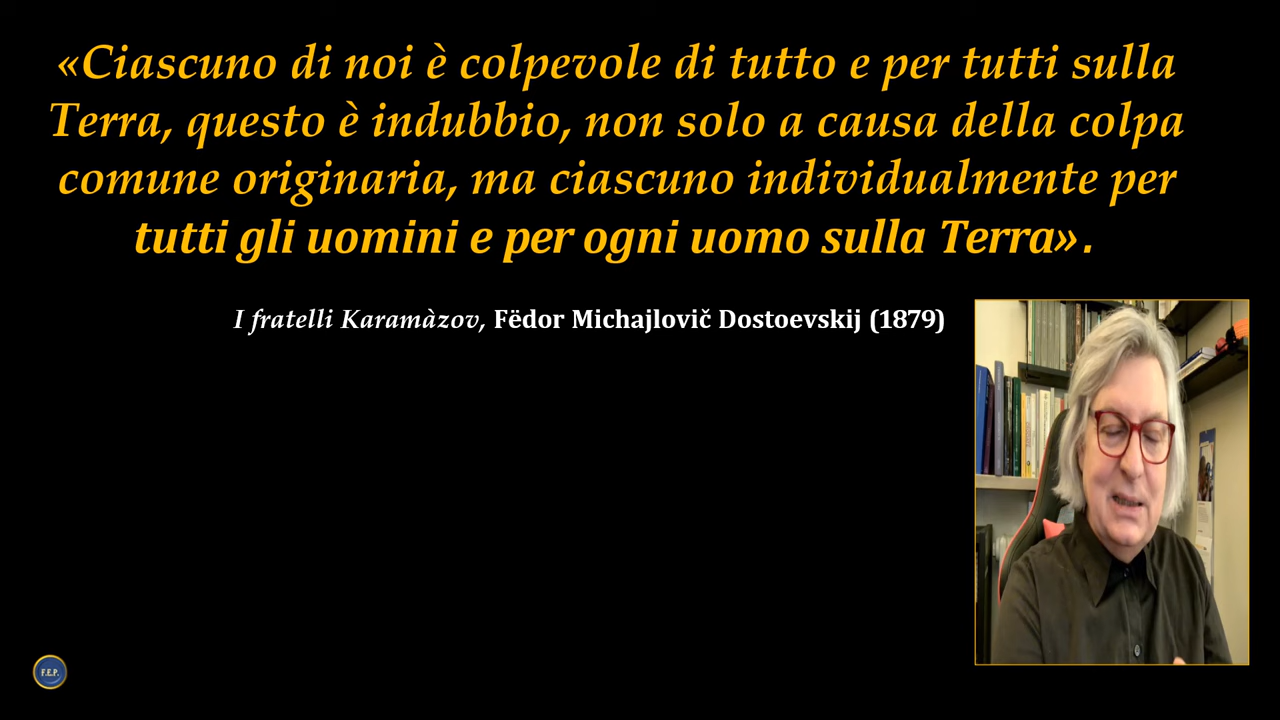 «Ciascuno di noi è colpevole di tutto e per tutti sulla
Terra, questo è indubbio, non solo a causa della colpa
comune originaria, ma ciascuno individualmente per
tutti gli uomini e per ogni uomo sulla Terra».
I fratelli Karamàzov, Fëdor Michajlovič Dostoevskij (1879)
F.E.P.